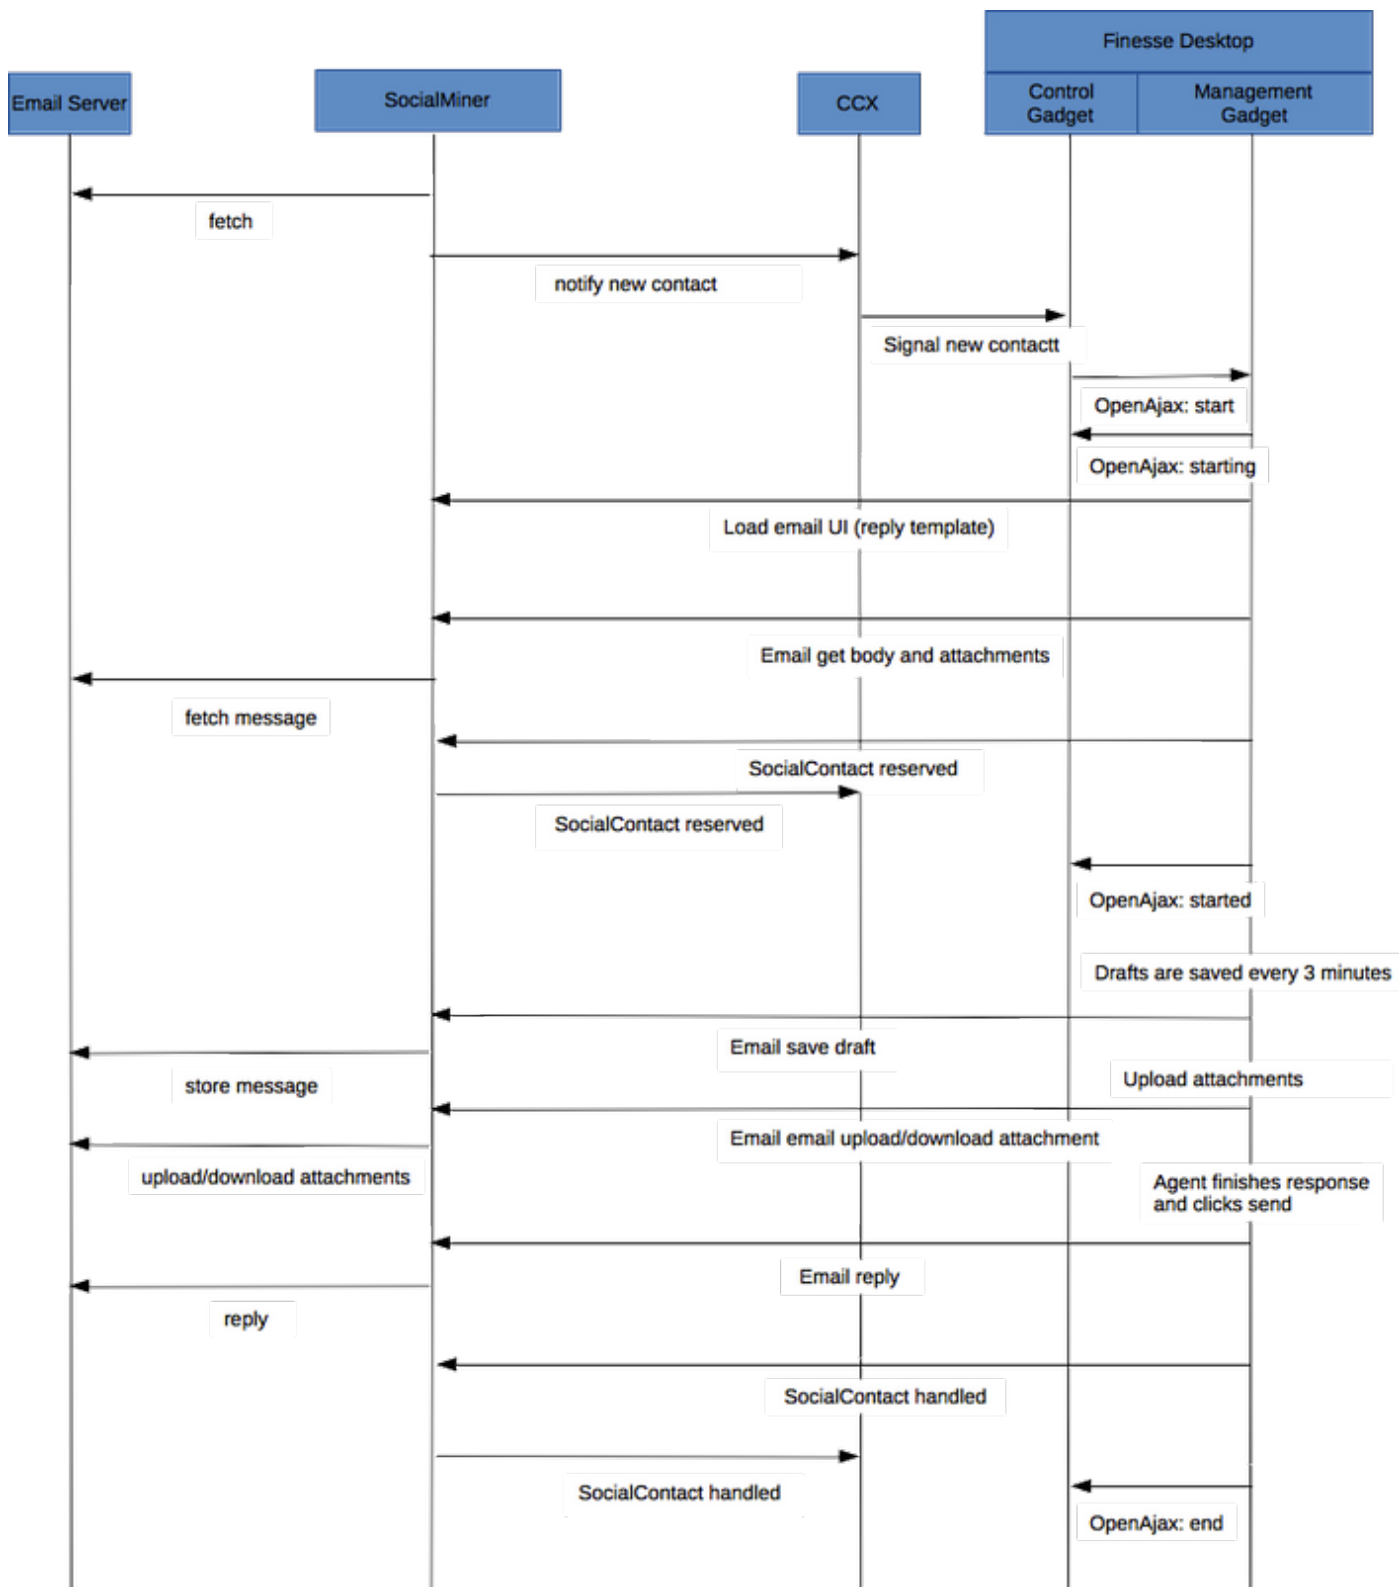 Finesse Desktop
Email Server
SocialMiner
CCX
Control
Gadget
Management
Gadget
fetch
notify new contact
Signal new contactt
OpenAjax: start
OpenAjax: starting
Load email UI (reply template)
Email get body and attachments
fetch message
SocialContact reserved
SocialContact reserved
OpenAjax: started
Drafts are saved every 3 minutes
Email save draft
store message
Upload attachments
Email email upload/download attachment
upload/download attachments
Agent finishes response
and clicks send
Email reply
reply
SocialContact handled
SocialContact handled
OpenAjax: end